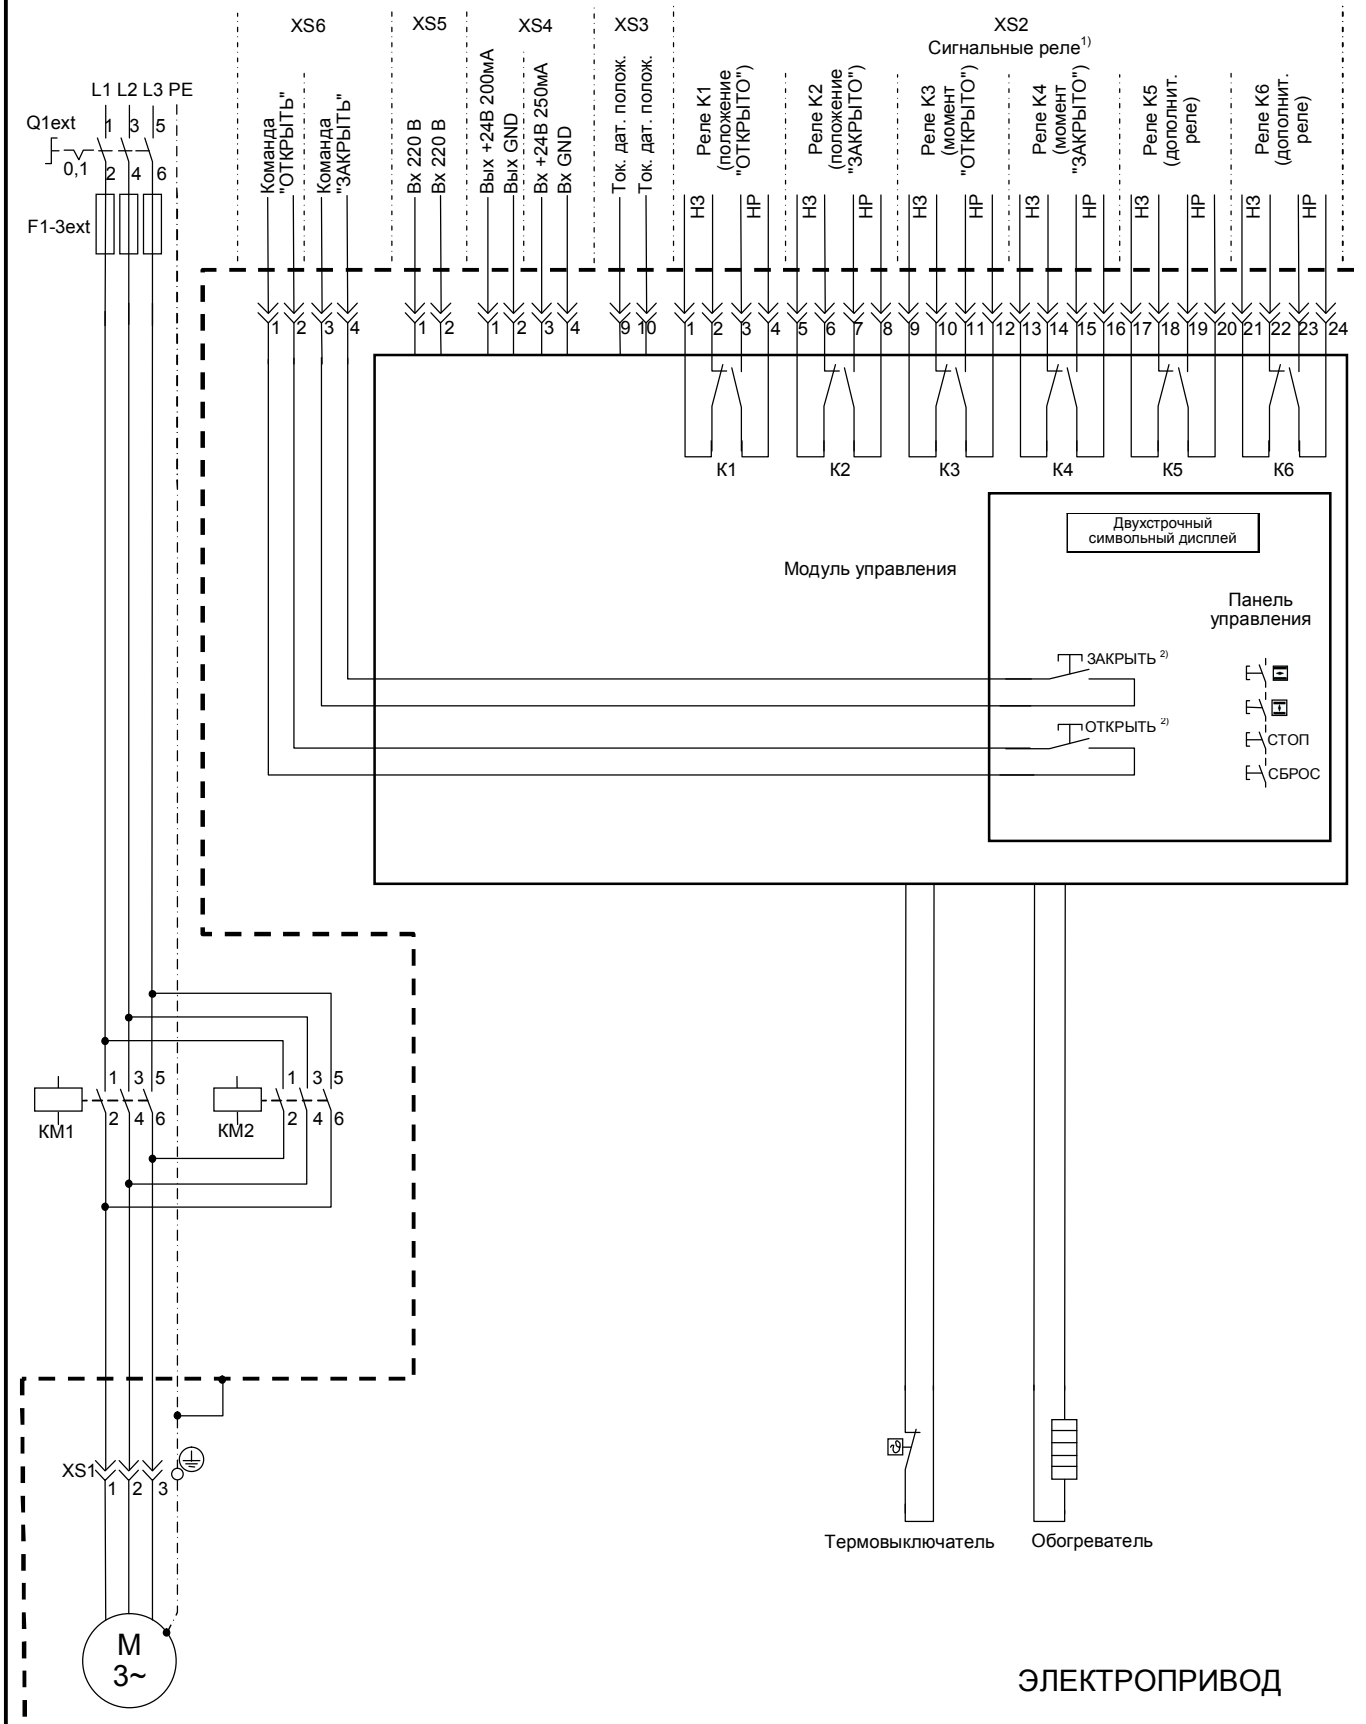 XS6
XS5
XS4
XS3
XS2
Сигнальные реле1)
L1 L2 L3 PE
Q1ext
1 3 5
0,1
2 4 6
F1-3ext
Команда
"ОТКРЫТЬ"
Команда
"ЗАКРЫТЬ"
Вх 220 В
Вх 220 В
Вых +24В 200мА
Вых GND
Вх +24В 250мА
Вх GND
Ток. дат. полож.
Ток. дат. полож.
Реле K1
(положение
"ОТКРЫТО")
Реле K2
(положение
"ЗАКРЫТО")
Реле K3
(момент
"ОТКРЫТО")
Реле K4
(момент
"ЗАКРЫТО")
Реле K5
(дополнит.
реле)
Реле K6
(дополнит.
реле)
НЗ НР НЗ НР НЗ НР НЗ НР НЗ НР НЗ НР
1 2 3 4 1 2 1 2 3 4 9 10 1 2 3 4 5 6 7 8 9 10 11 12 13 14 15 16 17 18 19 20 21 22 23 24
К1 К2 К3 К4 К5 К6
Двухстрочный
символьный дисплей
Модуль управления
Панель
управления
ЗАКРЫТЬ 2)
ОТКРЫТЬ 2)
СТОП
СБРОС
1 3 5
2 4 6
КМ1
1 3 5
2 4 6
КМ2
XS1
1 2 3
Термовыключатель
Обогреватель
М
3~
ЭЛЕКТРОПРИВОД